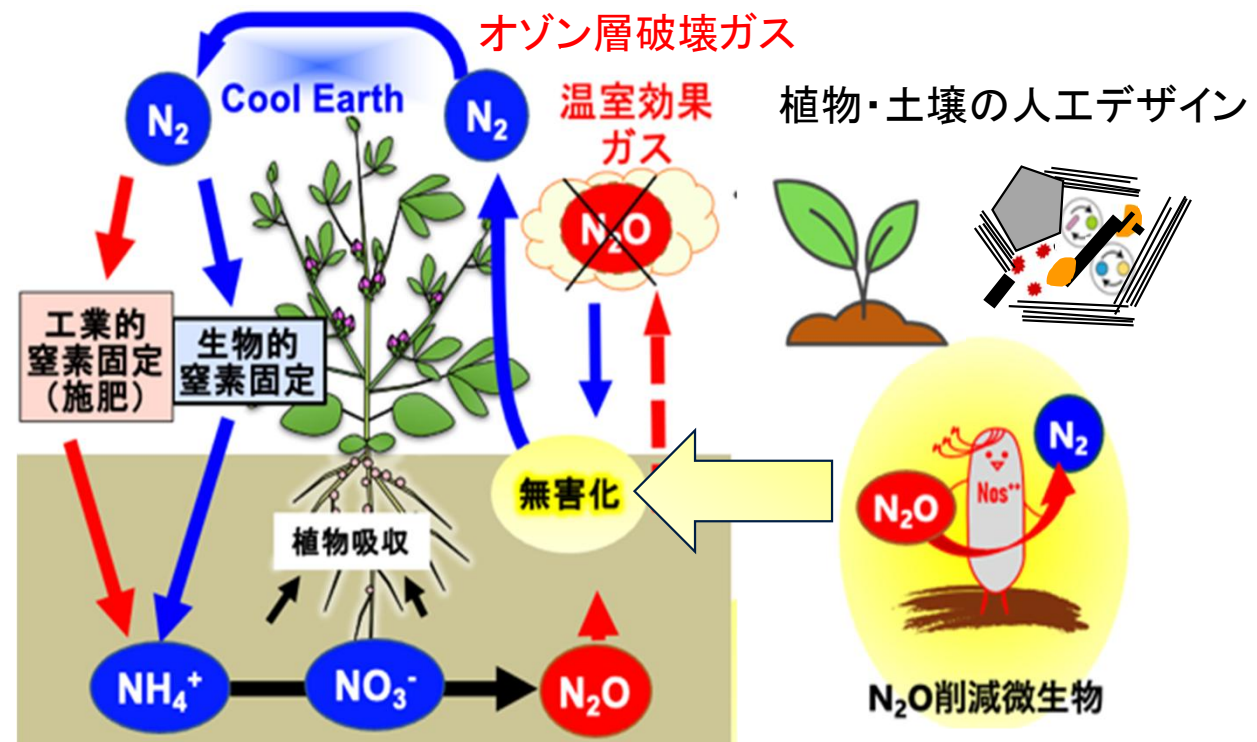 オゾン層破壊ガス
N₂
Cool Earth
N₂
温室効果
ガス
N₂O
植物・土壌の人工デザイン
工業的
窒素固定
（施肥）
生物的
窒素固定
無害化
植物吸収
NH₄⁺
NO₃⁻
N₂O
N₂O
Nos⁺⁺
N₂
N₂O削減微生物